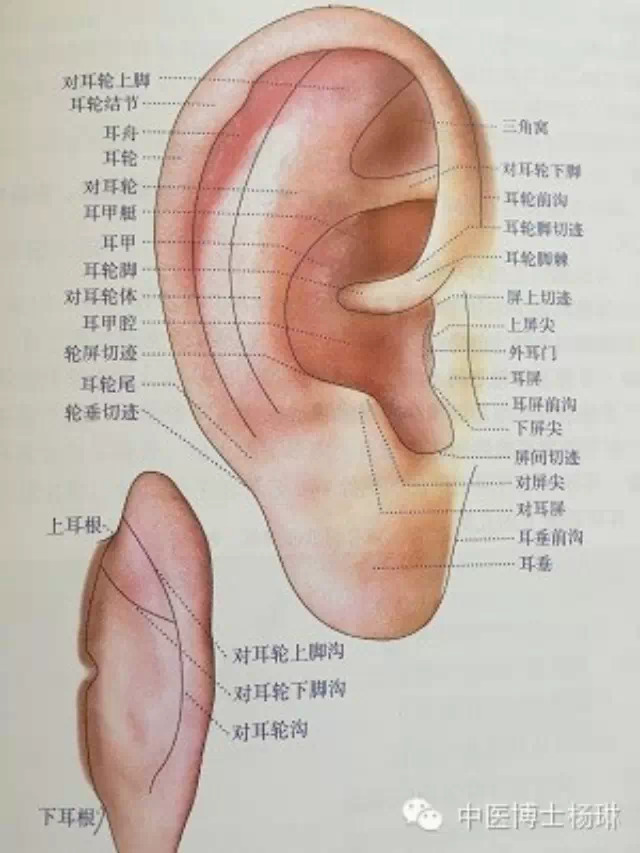 对耳轮上脚
耳轮结节
耳舟
耳轮
对耳轮
耳甲艇
耳甲
耳轮脚
对耳轮体
耳甲腔
轮屏切迹
耳轮尾
轮垂切迹
三角窝
对耳轮下脚
耳轮前沟
耳轮脚切迹
耳轮脚棘
屏上切迹
上屏尖
外耳门
耳屏
耳屏前沟
下屏尖
屏间切迹
对屏尖
对耳屏
耳垂前沟
耳垂
上耳根
对耳轮上脚沟
对耳轮下脚沟
对耳轮沟
下耳根
中医博士杨琳